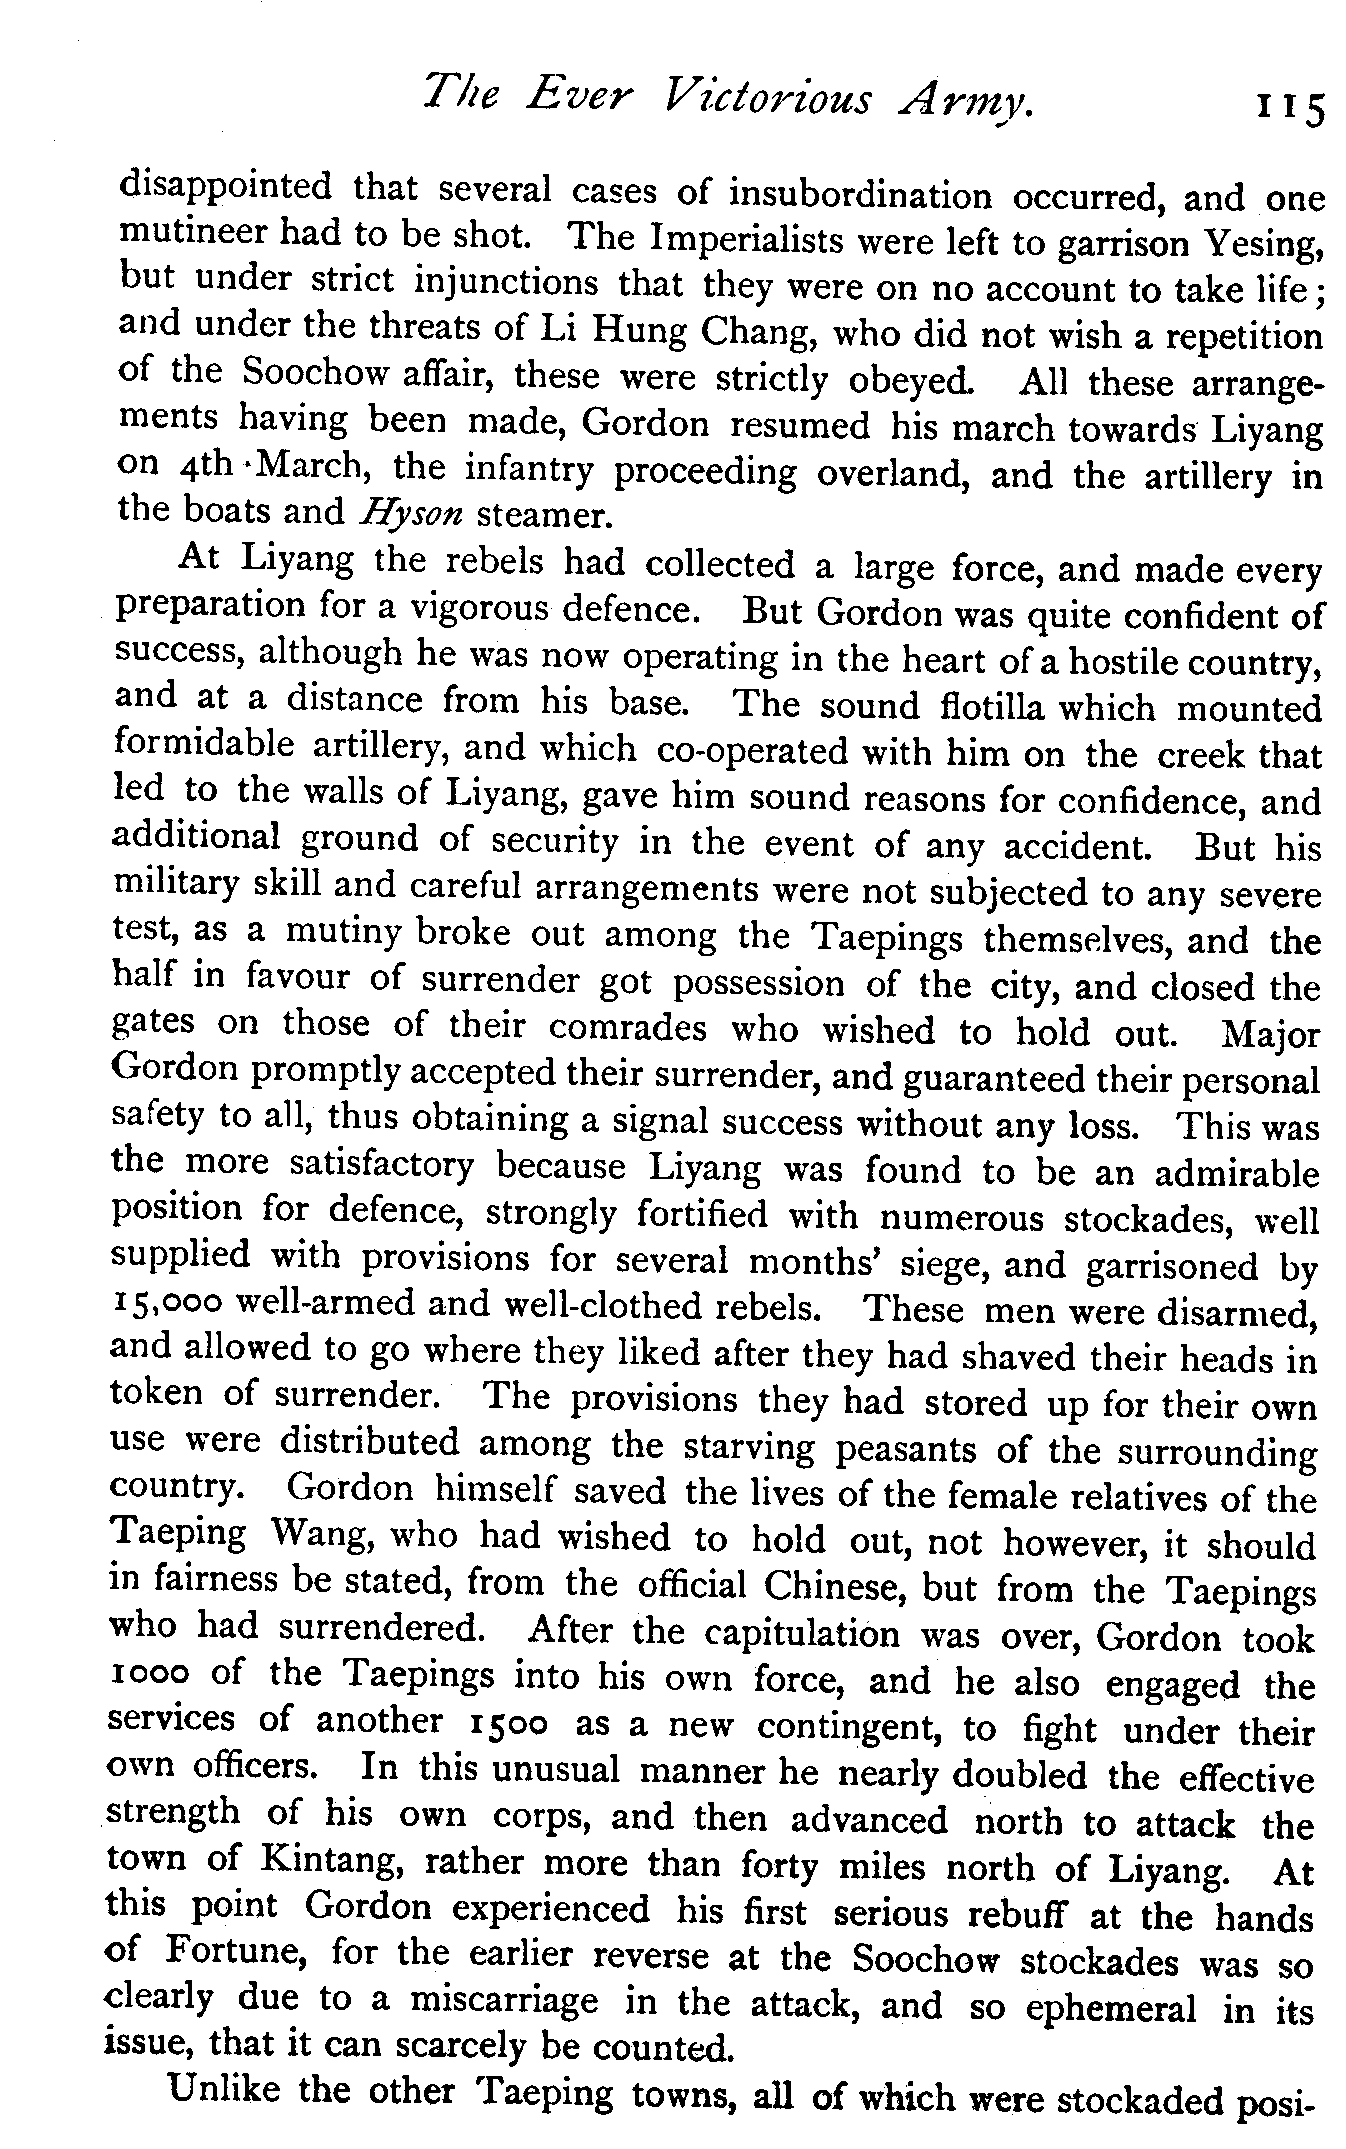 The Ever Victorious Army. 115
disappointed that several cases of insubordination occurred, and one
mutineer had to be shot. The Imperialists were left to garrison Yesing,
but under strict injunctions that they were on no account to take life;
and under the threats of Li Hung Chang, who did not wish a repetition
of the Soochow affair, these were strictly obeyed. All these arrange-
ments having been made, Gordon resumed his march towards Liyang
on 4th March, the infantry proceeding overland, and the artillery in
the boats and Hyson steamer.
At Liyang the rebels had collected a large force, and made every
preparation for a vigorous defence. But Gordon was quite confident of
success, although he was now operating in the heart of a hostile country,
and at a distance from his base. The sound flotilla which mounted
formidable artillery, and which co-operated with him on the creek that
led to the walls of Liyang, gave him sound reasons for confidence, and
additional ground of security in the event of any accident. But his
military skill and careful arrangements were not subjected to any severe
test, as a mutiny broke out among the Taepings themselves, and the
half in favour of surrender got possession of the city, and closed the
gates on those of their comrades who wished to hold out. Major
Gordon promptly accepted their surrender, and guaranteed their personal
safety to all, thus obtaining a signal success without any loss. This was
the more satisfactory because Liyang was found to be an admirable
position for defence, strongly fortified with numerous stockades, well
supplied with provisions for several months' siege, and garrisoned by
15,000 well-armed and well-clothed rebels. These men were disarmed,
and allowed to go where they liked after they had shaved their heads in
token of surrender. The provisions they had stored up for their own
use were distributed among the starving peasants of the surrounding
country. Gordon himself saved the lives of the female relatives of the
Taeping Wang, who had wished to hold out, not however, it should
in fairness be stated, from the official Chinese, but from the Taepings
who had surrendered. After the capitulation was over, Gordon took
1000 of the Taepings into his own force, and he also engaged the
services of another 1500 as a new contingent, to fight under their
own officers. In this unusual manner he nearly doubled the effective
strength of his own corps, and then advanced north to attack the
town of Kintang, rather more than forty miles north of Liyang. At
this point Gordon experienced his first serious rebuff at the hands
of Fortune, for the earlier reverse at the Soochow stockades was so
clearly due to a miscarriage in the attack, and so ephemeral in its
issue, that it can scarcely be counted.
Unlike the other Taeping towns, all of which were stockaded posi-